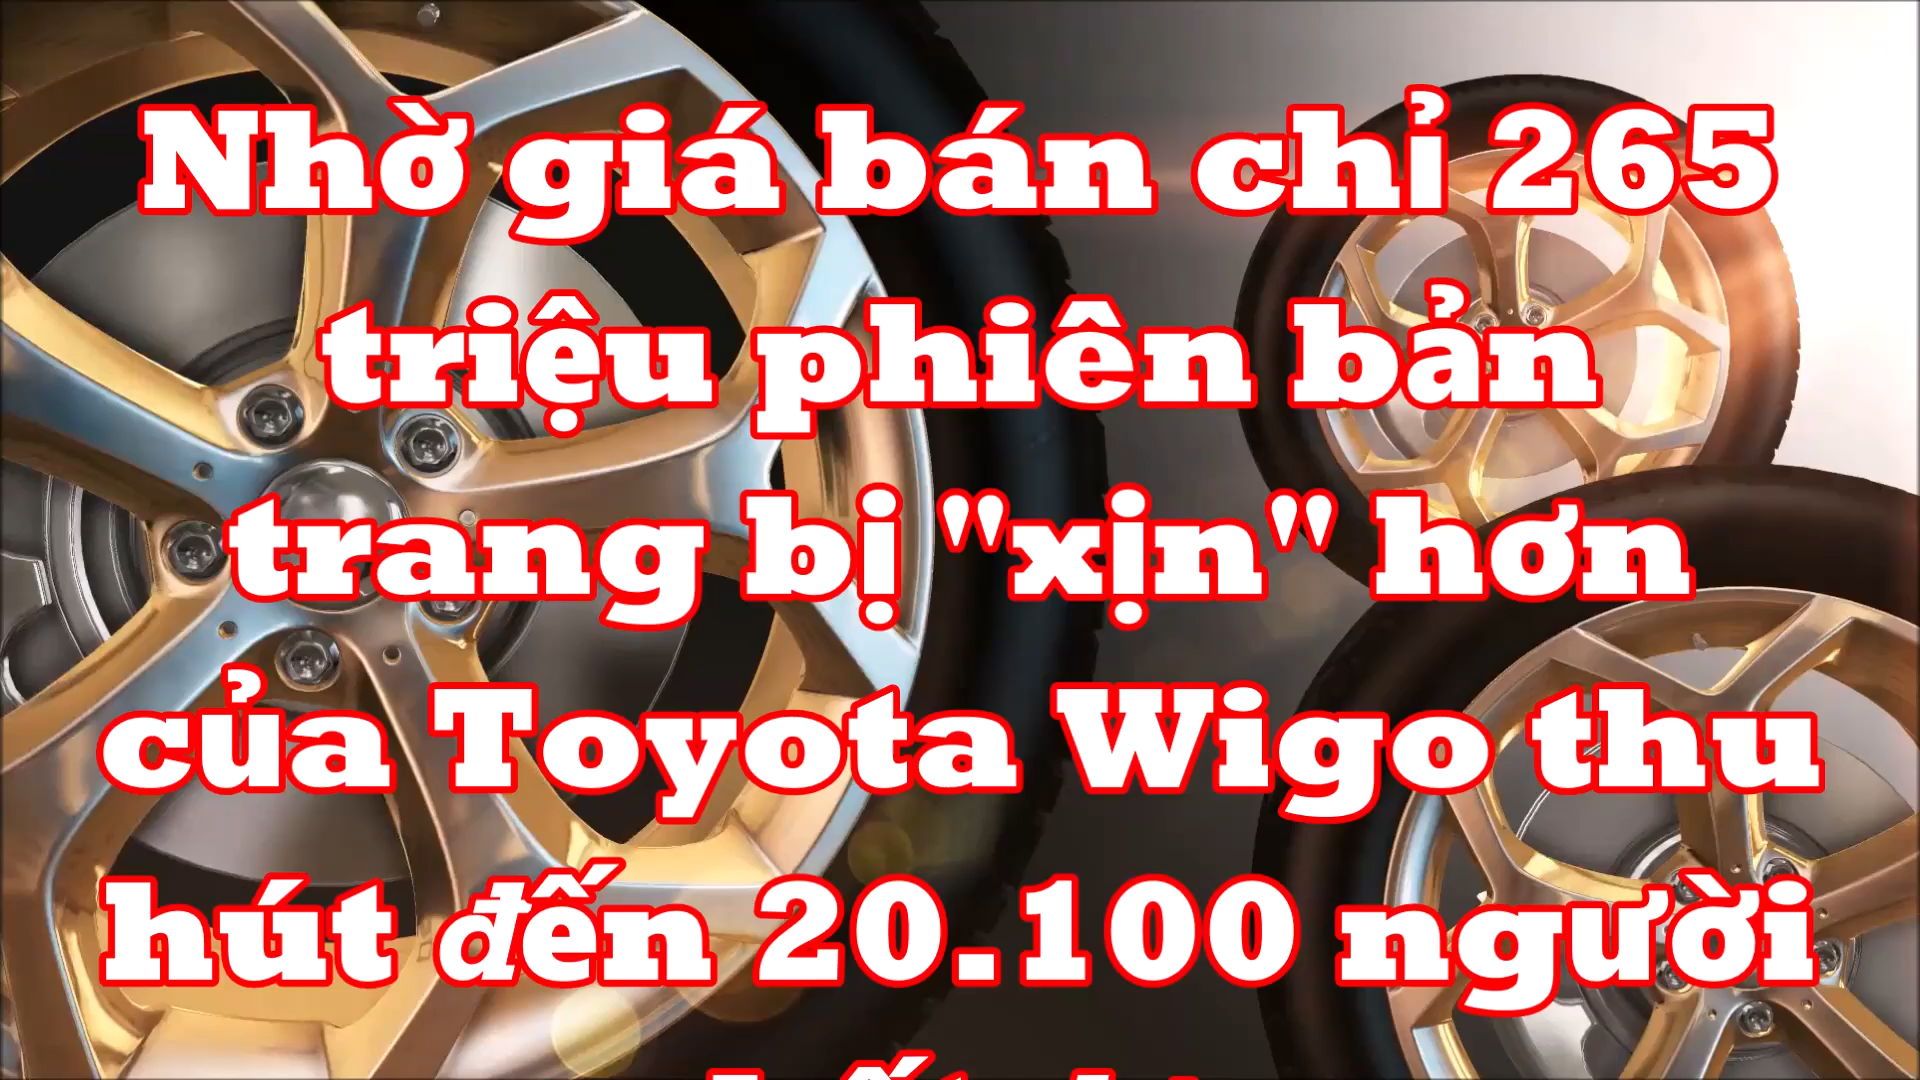 Nhờ giá bán chỉ 265
triệu phiên bản
trang bị "xịn" hơn
của Toyota Wigo thu
hút đến 20.100 người